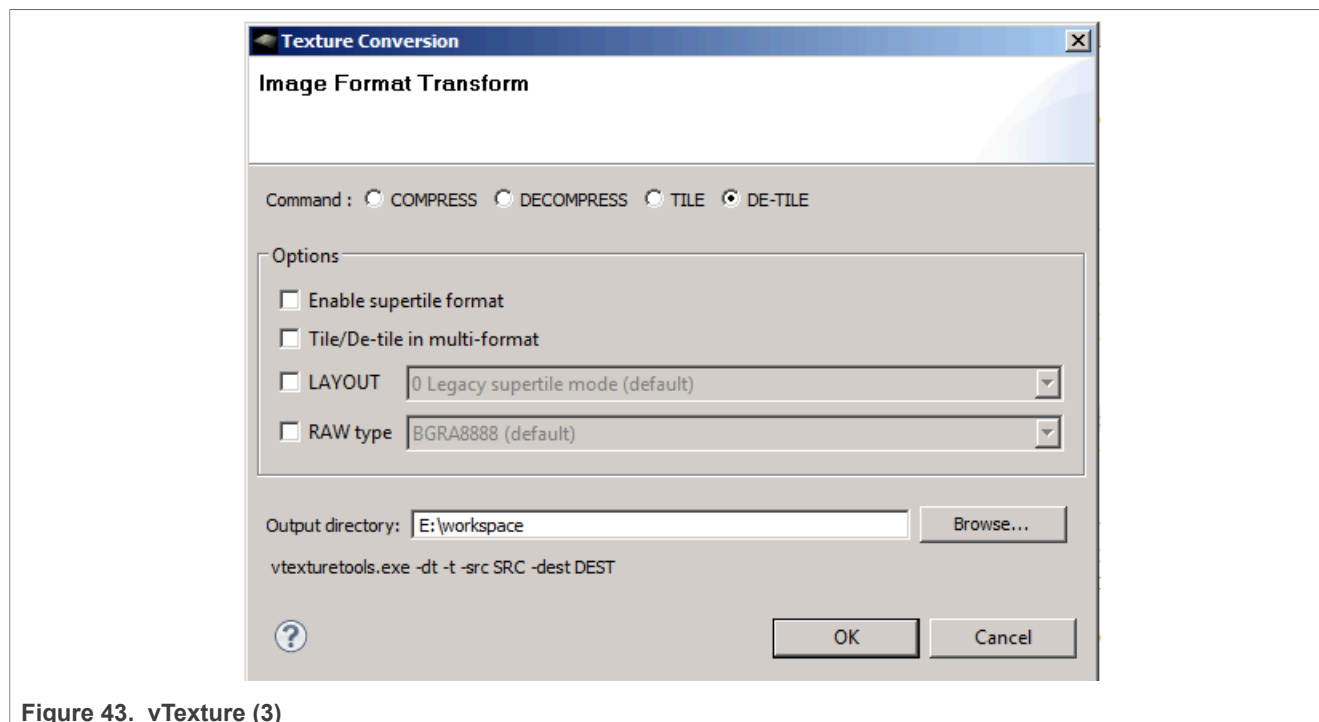 Texture Conversion
Image Format Transform
Command : COMPRESS DECOMPRESS TILE DE-TILE
Options
Enable supertile format
Tile/De-tile in multi-format
LAYOUT 0 Legacy supertile mode (default)
RAW type BGRA8888 (default)
Output directory: E:\workspace Browse...
vtexturetools.exe -dt -t -src SRC -dest DEST
? OK Cancel
Figure 43. vTexture (3)